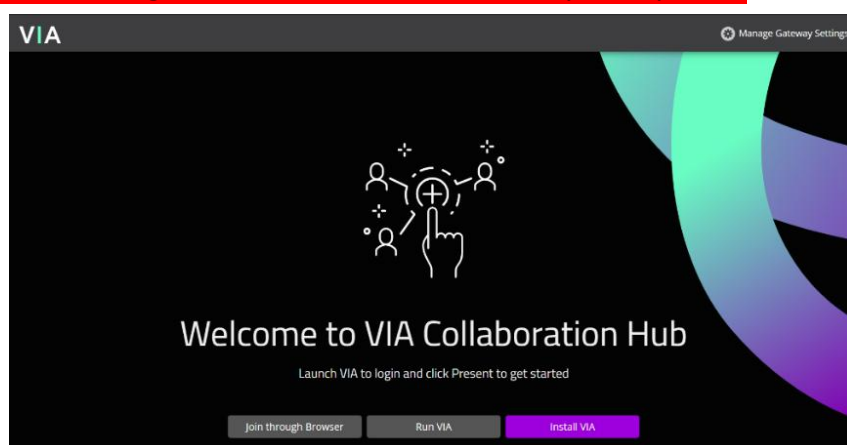 VIA
Manage Gateway Settings
Welcome to VIA Collaboration Hub
Launch VIA to login and click Present to get started
Join through Browser
Run VIA
Install VIA